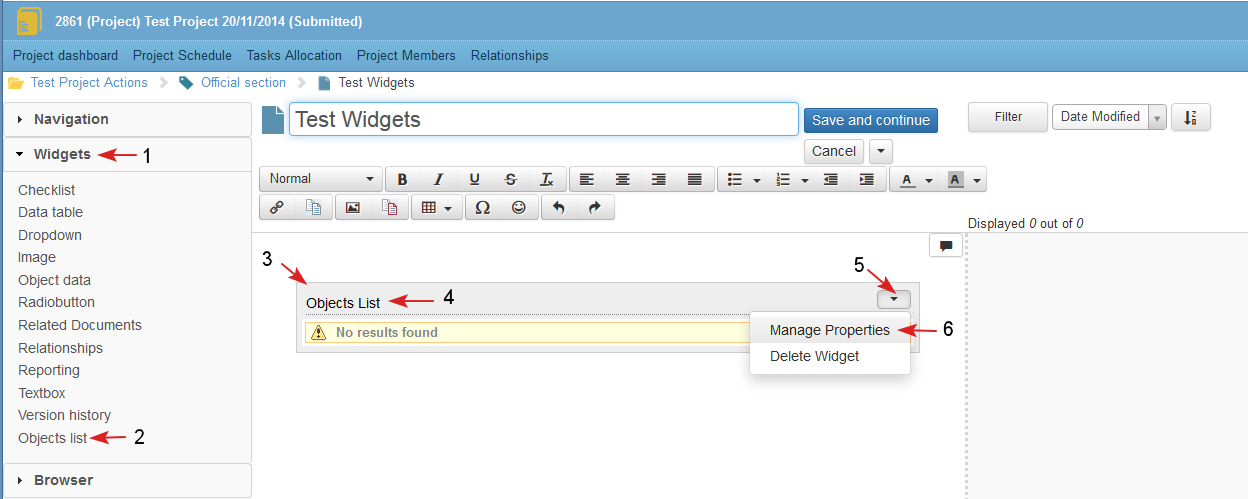 2861 (Project) Test Project 20/11/2014 (Submitted)
Project dashboard Project Schedule Tasks Allocation Project Members Relationships
Test Project Actions Official section Test Widgets
Navigation
Widgets 1
Checklist
Data table
Dropdown
Image
Object data
Radiobutton
Related Documents
Relationships
Reporting
Textbox
Version history
Objects list 2
Browser
Test Widgets
Save and continue
Cancel
Filter
Date Modified
Normal B I U S Tx
A A
Ω
Displayed 0 out of 0
3
5
Objects List 4
No results found
Manage Properties 6
Delete Widget